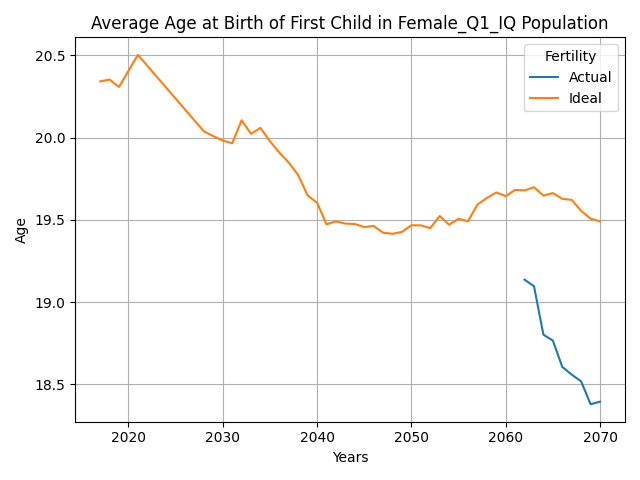 Average Age at Birth of First Child in Female_Q1_IQ Population
Fertility
Actual
Ideal
Age
20.5
20.0
19.5
19.0
18.5
2020 2030 2040 2050 2060 2070
Years